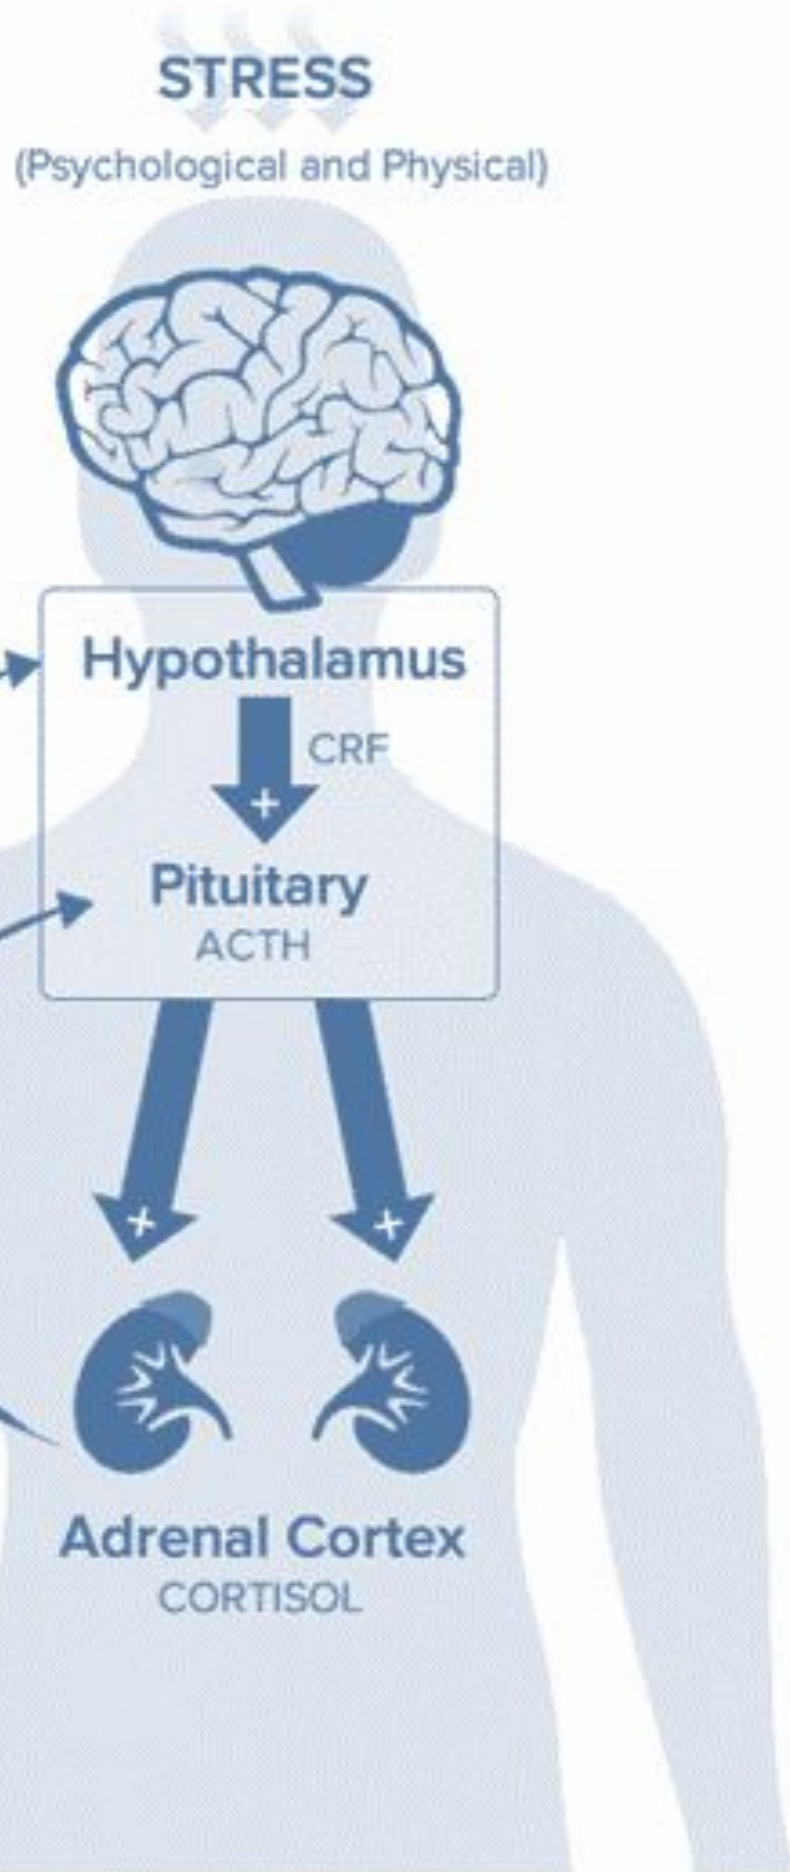 STRESS
(Psychological and Physical)
Hypothalamus
CRF
+
Pituitary
ACTH
+ +
Adrenal Cortex
CORTISOL